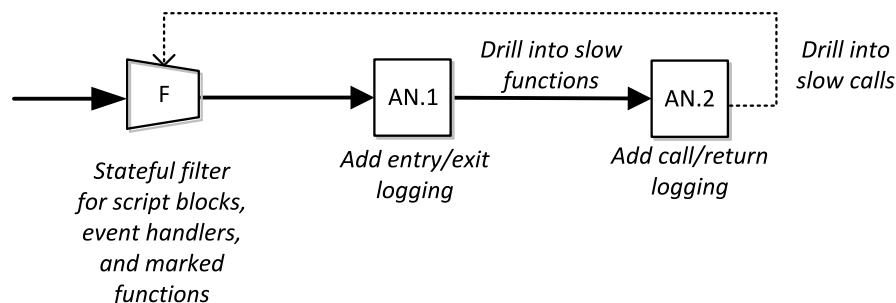 F
AN.1
Drill into slow
functions
AN.2
Drill into
slow calls
Stateful filter
for script blocks,
event handlers,
and marked
functions
Add entry/exit
logging
Add call/return
logging